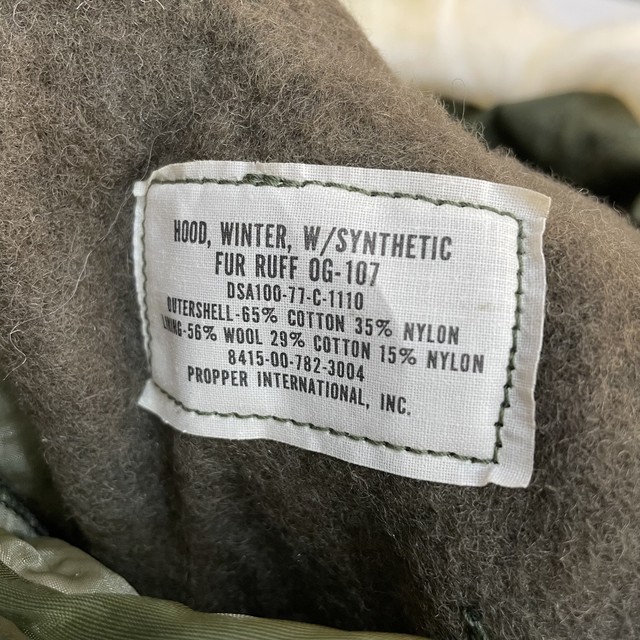 HOOD, WINTER, W/SYNTHETIC
FUR RUFF OG-107
DSA100-77-C-1110
OUTERSHELL-65% COTTON 35% NYLON
LINING-56% WOOL 29% COTTON 15% NYLON
8415-00-782-3004
PROPPER INTERNATIONAL, INC.